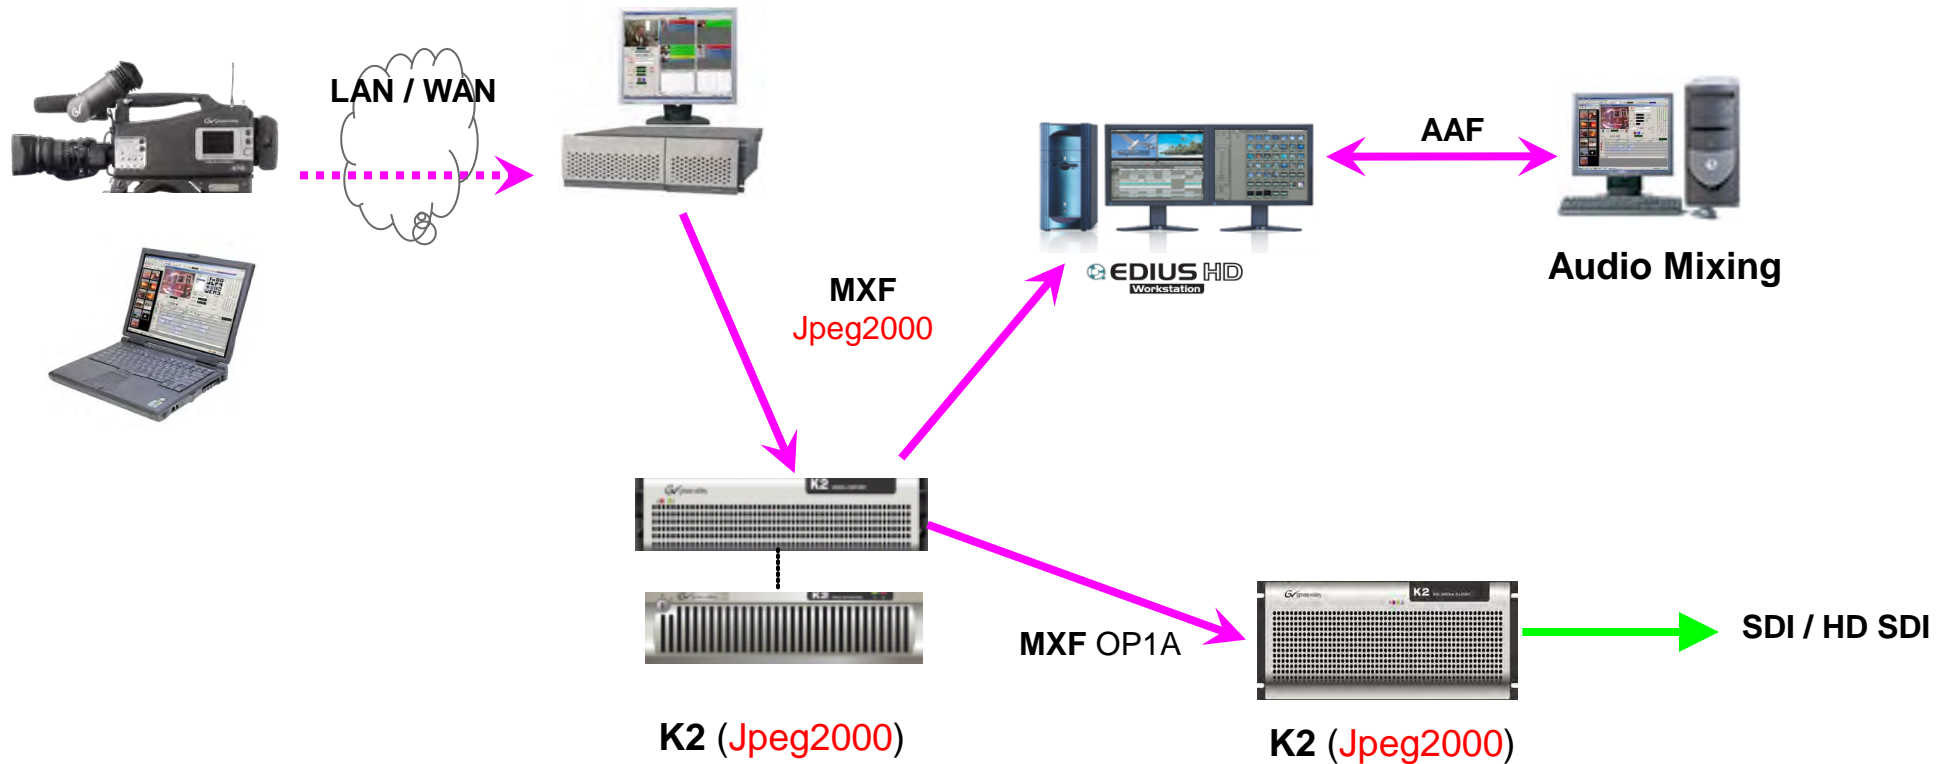 LAN / WAN
AAF
Audio Mixing
EDIUS HD
Workstation
MXF
Jpeg2000
K2
K2
MXF OP1A
K2
SDI / HD SDI
K2 (Jpeg2000)
K2 (Jpeg2000)